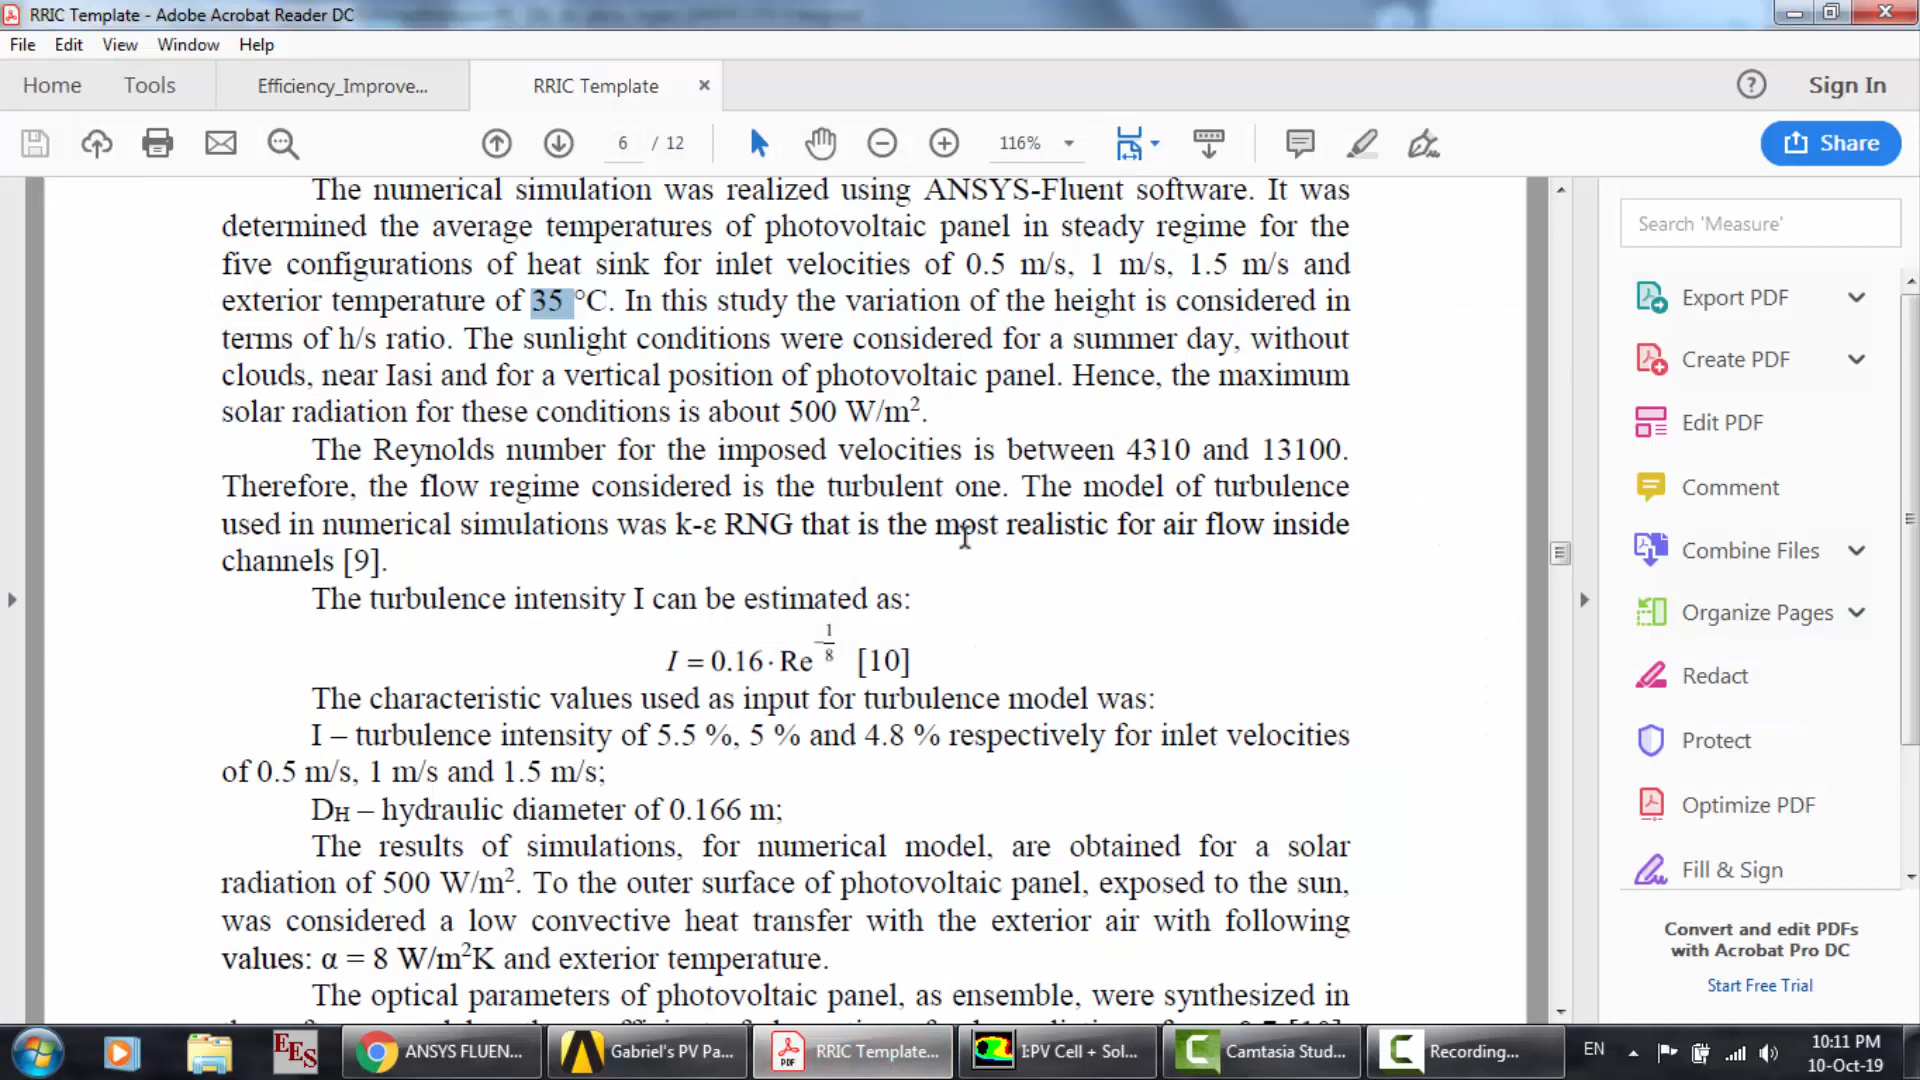 RRIC Template - Adobe Acrobat Reader DC
File Edit View Window Help
Home Tools Efficiency_Improve... RRIC Template Sign In
6 / 12 116% Share
The numerical simulation was realized using ANSYS-Fluent software. It was
determined the average temperatures of photovoltaic panel in steady regime for the
five configurations of heat sink for inlet velocities of 0.5 m/s, 1 m/s, 1.5 m/s and
exterior temperature of 35 °C. In this study the variation of the height is considered in
terms of h/s ratio. The sunlight conditions were considered for a summer day, without
clouds, near Iasi and for a vertical position of photovoltaic panel. Hence, the maximum
solar radiation for these conditions is about 500 W/m².
The Reynolds number for the imposed velocities is between 4310 and 13100.
Therefore, the flow regime considered is the turbulent one. The model of turbulence
used in numerical simulations was k-ε RNG that is the most realistic for air flow inside
channels [9].
The turbulence intensity I can be estimated as:
I = 0.16 · Re^(-1/8) [10]
The characteristic values used as input for turbulence model was:
I – turbulence intensity of 5.5 %, 5 % and 4.8 % respectively for inlet velocities
of 0.5 m/s, 1 m/s and 1.5 m/s;
DH – hydraulic diameter of 0.166 m;
The results of simulations, for numerical model, are obtained for a solar
radiation of 500 W/m². To the outer surface of photovoltaic panel, exposed to the sun,
was considered a low convective heat transfer with the exterior air with following
values: α = 8 W/m²K and exterior temperature.
The optical parameters of photovoltaic panel, as ensemble, were synthesized in
Search 'Measure'
Export PDF
Create PDF
Edit PDF
Comment
Combine Files
Organize Pages
Redact
Protect
Optimize PDF
Fill & Sign
Convert and edit PDFs
with Acrobat Pro DC
Start Free Trial
EES ANSYS FLUEN... Gabriel's PV Pa... RRIC Template... I:PV Cell + Sol... Camtasia Stud... Recording... EN 10:11 PM
10-Oct-19